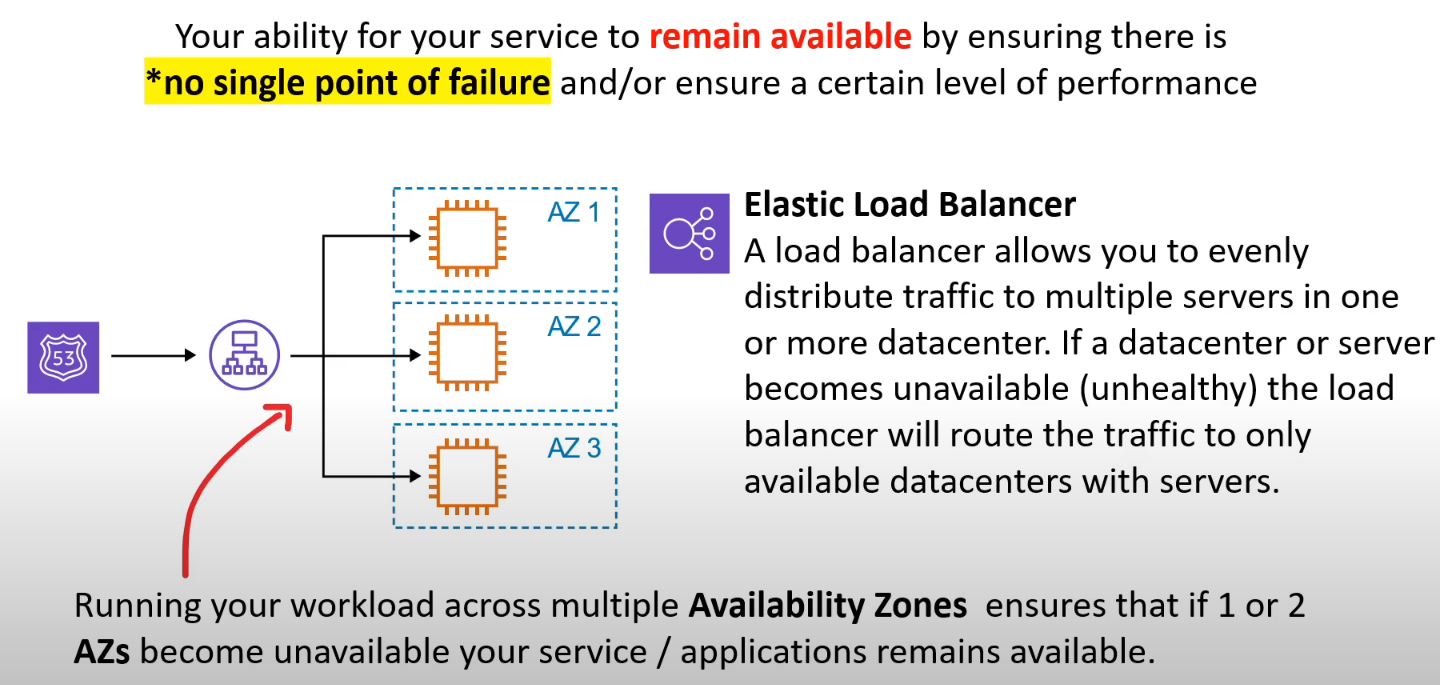 Your ability for your service to remain available by ensuring there is
*no single point of failure and/or ensure a certain level of performance
AZ 1
AZ 2
AZ 3
53
Elastic Load Balancer
A load balancer allows you to evenly
distribute traffic to multiple servers in one
or more datacenter. If a datacenter or server
becomes unavailable (unhealthy) the load
balancer will route the traffic to only
available datacenters with servers.
Running your workload across multiple Availability Zones ensures that if 1 or 2
AZs become unavailable your service / applications remains available.